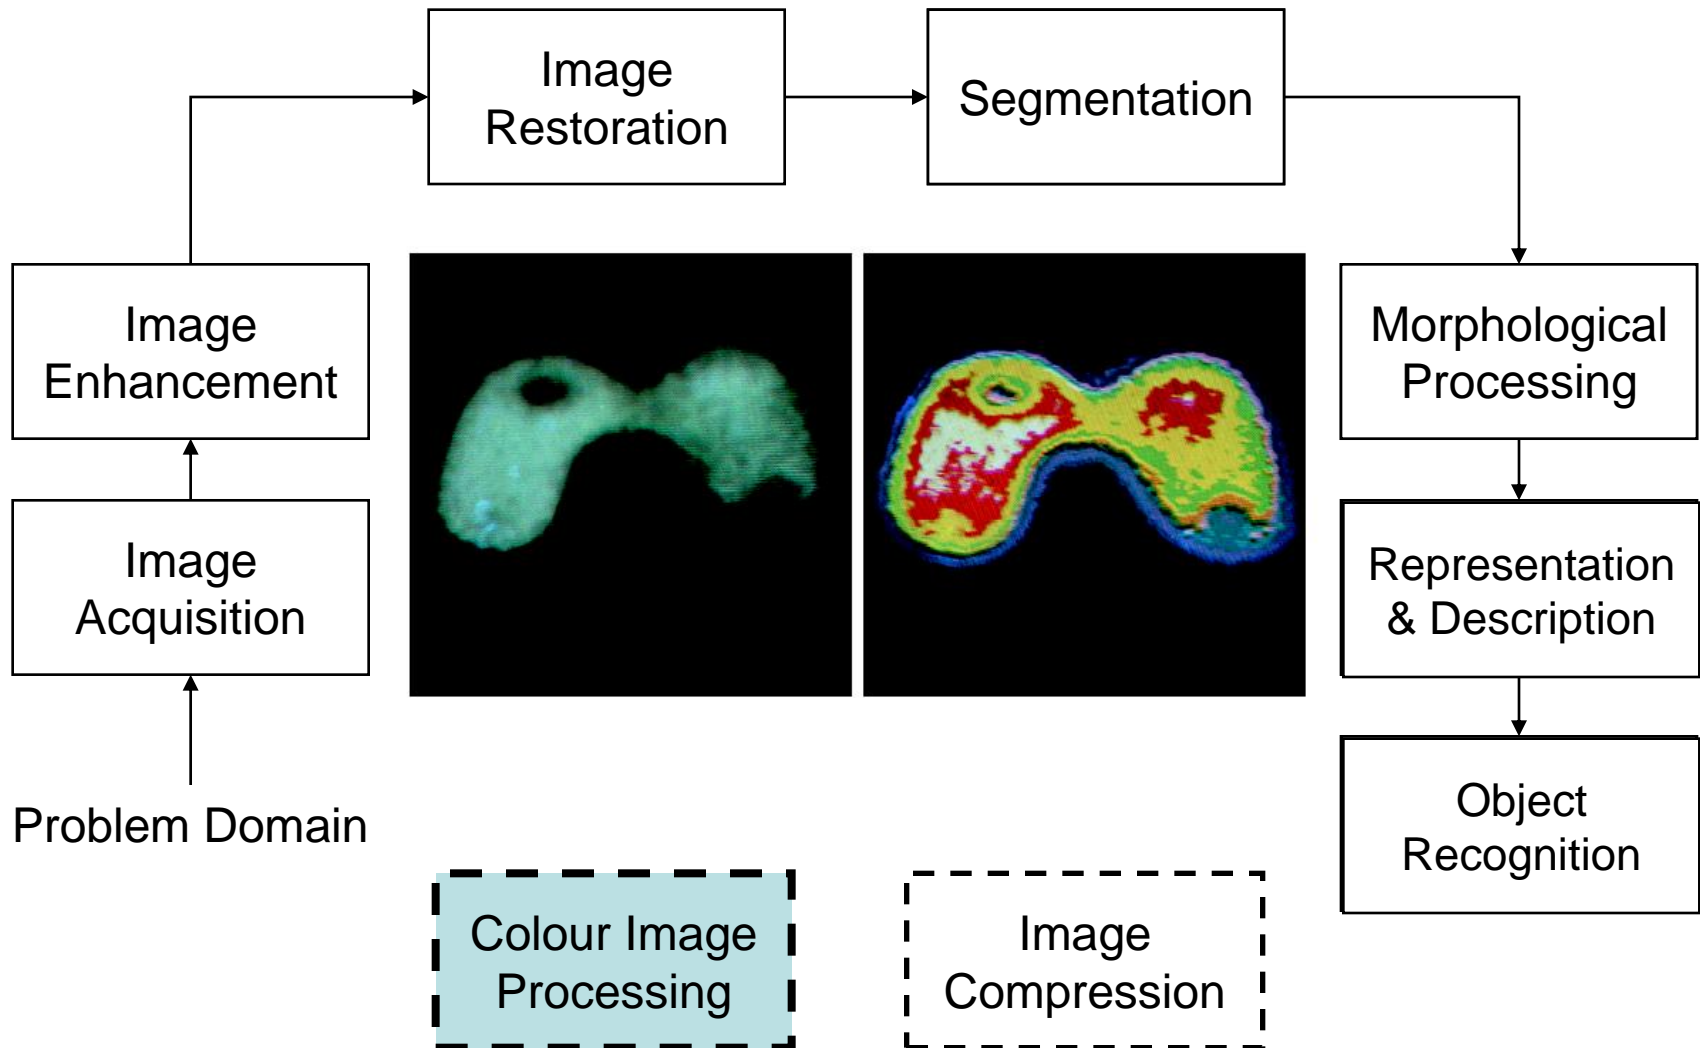 Image
Restoration
Segmentation
Image
Enhancement
Morphological
Processing
Image
Acquisition
Representation
& Description
Problem Domain
Object
Recognition
Colour Image
Processing
Image
Compression